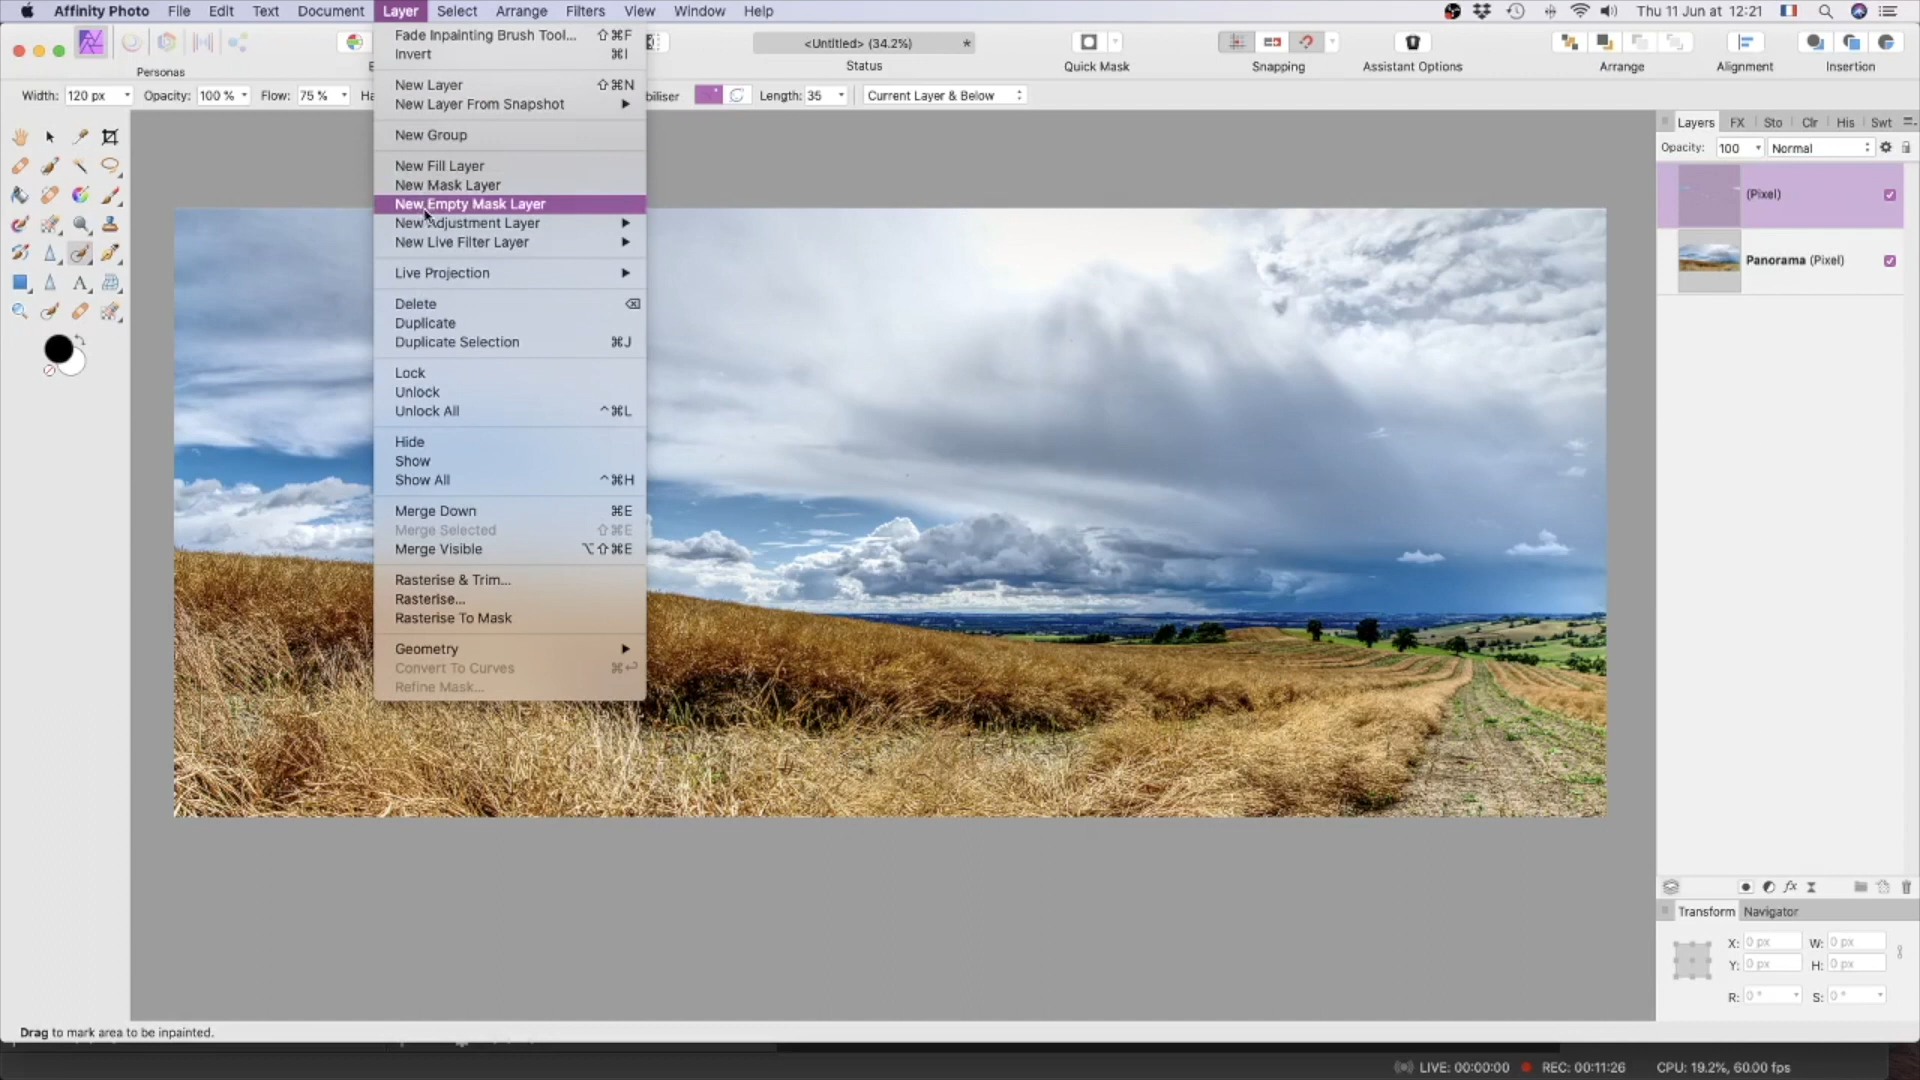 Affinity Photo File Edit Text Document Layer Select Arrange Filters View Window Help Thu 11 Jun at 12:21
<Untitled> (34.2%) *
Personas Status Quick Mask Snapping Assistant Options Arrange Alignment Insertion
Width: 120 px Opacity: 100 % Flow: 75 % Ha biliser Length: 35 Current Layer & Below
Fade Inpainting Brush Tool... ⇧⌘F
Invert ⌘I
New Layer ⇧⌘N
New Layer From Snapshot
New Group
New Fill Layer
New Mask Layer
New Empty Mask Layer
New Adjustment Layer
New Live Filter Layer
Live Projection
Delete ⌫
Duplicate
Duplicate Selection ⌘J
Lock
Unlock
Unlock All ^⌘L
Hide
Show
Show All ^⌘H
Merge Down ⌘E
Merge Selected ⇧⌘E
Merge Visible ⌥⇧⌘E
Rasterise & Trim...
Rasterise...
Rasterise To Mask
Geometry
Convert To Curves ⌘↩
Refine Mask...
Layers FX Sto Clr His Swt
Opacity: 100 Normal
(Pixel)
Panorama (Pixel)
Transform Navigator
X: 0 px W: 0 px
Y: 0 px H: 0 px
R: 0 ° S: 0 °
Drag to mark area to be inpainted.
LIVE: 00:00:00 REC: 00:11:26 CPU: 19.2%, 60.00 fps